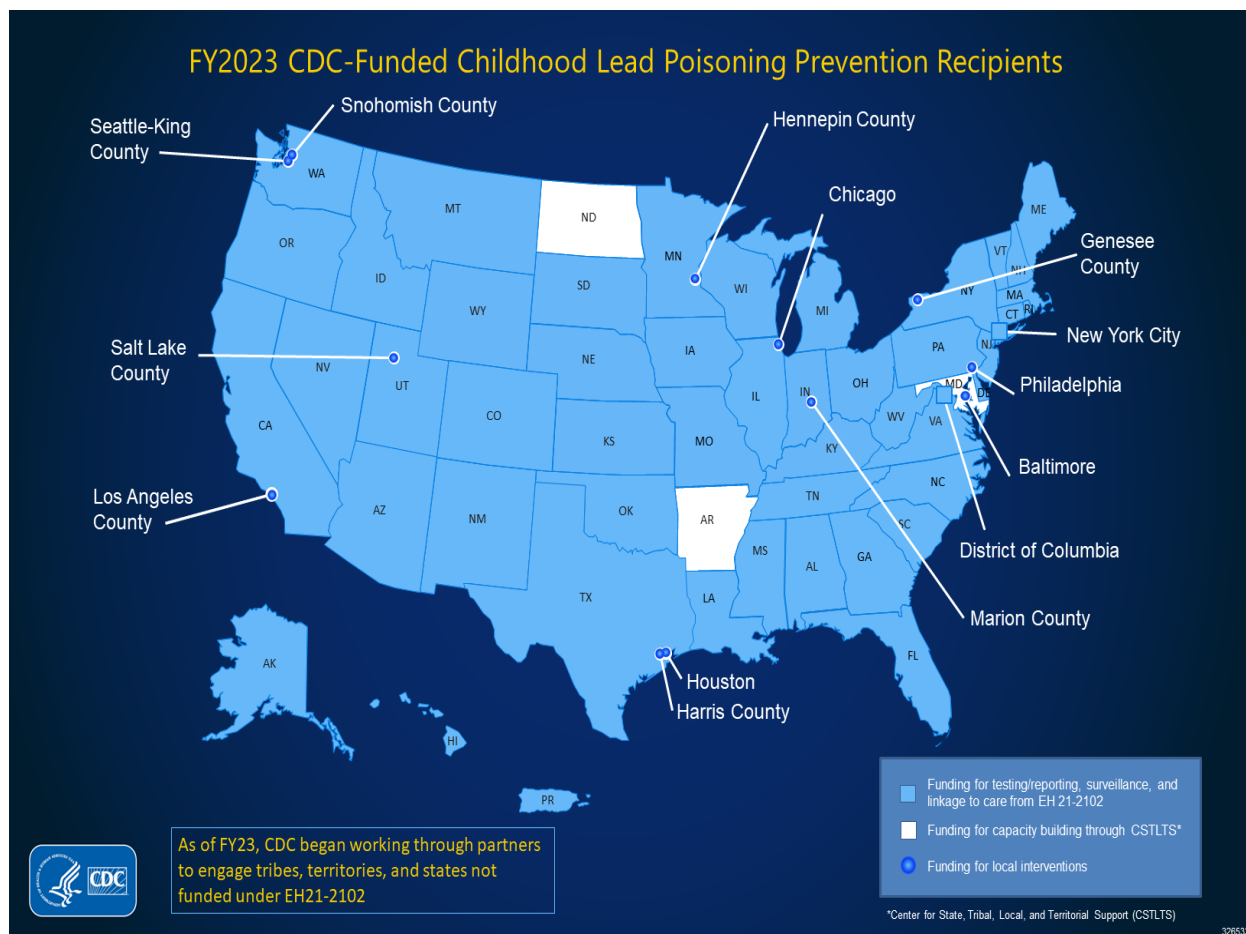 FY2023 CDC-Funded Childhood Lead Poisoning Prevention Recipients
Snohomish County
Seattle-King
County
Hennepin County
Chicago
Genesee
County
New York City
Philadelphia
Baltimore
District of Columbia
Marion County
Salt Lake
County
Los Angeles
County
Houston
Harris County
WA
MT
ND
MN
ME
OR
ID
SD
WI
MI
NY
VT
NH
MA
CT
RI
WY
NE
IA
PA
NJ
NV
UT
CO
KS
MO
IL
IN
OH
WV
MD
DE
VA
KY
CA
AZ
NM
OK
AR
TN
NC
SC
TX
LA
MS
AL
GA
FL
AK
HI
PR
As of FY23, CDC began working through partners
to engage tribes, territories, and states not
funded under EH21-2102
Funding for testing/reporting, surveillance, and
linkage to care from EH 21-2102
Funding for capacity building through CSTLTS*
Funding for local interventions
*Center for State, Tribal, Local, and Territorial Support (CSTLTS)
CDC